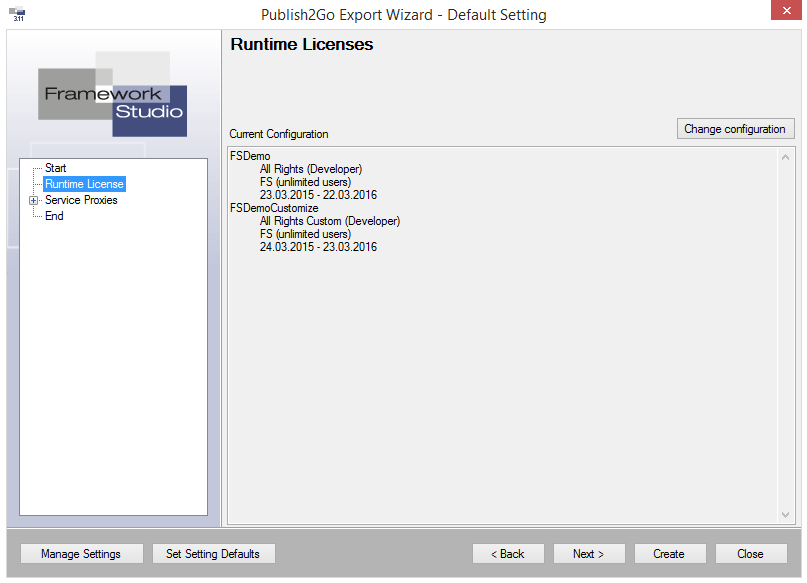 3.11
Publish2Go Export Wizard - Default Setting
Framework
Studio
Start
Runtime License
Service Proxies
End
Runtime Licenses
Current Configuration
Change configuration
FSDemo
All Rights (Developer)
FS (unlimited users)
23.03.2015 - 22.03.2016
FSDemoCustomize
All Rights Custom (Developer)
FS (unlimited users)
24.03.2015 - 23.03.2016
Manage Settings
Set Setting Defaults
< Back
Next >
Create
Close